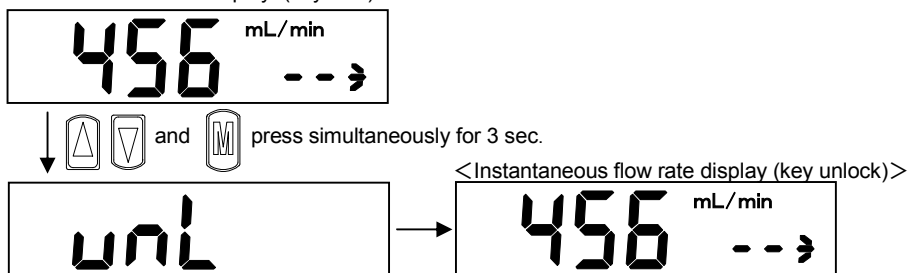 456 mL/min
and M press simultaneously for 3 sec.
<Instantaneous flow rate display (key unlock)>
unL
456 mL/min